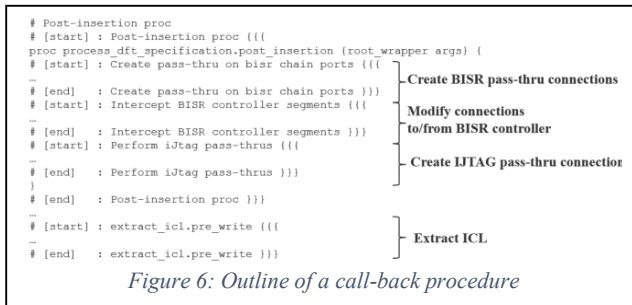 # Post-insertion proc
# [start] : Post-insertion proc {{{
proc process_dft_specification.post_insertion {root_wrapper args} {
# [start] : Create pass-thru on bisr chain ports {{{
…
# [end]   : Create pass-thru on bisr chain ports }}}
# [start] : Intercept BISR controller segments {{{
…
# [end]   : Intercept BISR controller segments }}}
# [start] : Perform iJtag pass-thrus {{{
…
# [end]   : Perform iJtag pass-thrus }}}
}
# [end]   : Post-insertion proc }}}
…
# [start] : extract_icl.pre_write {{{
…
# [end]   : extract_icl.pre_write }}}
Create BISR pass-thru connections
Modify connections
to/from BISR controller
Create IJTAG pass-thru connection
Extract ICL
Figure 6: Outline of a call-back procedure